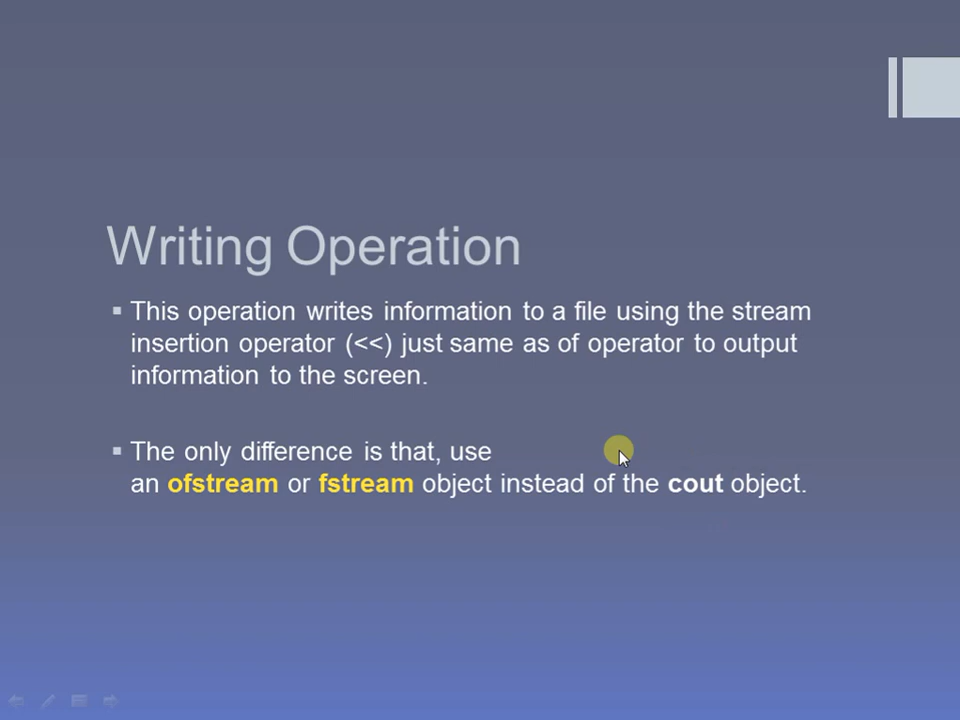 Writing Operation
This operation writes information to a file using the stream
insertion operator (<<) just same as of operator to output
information to the screen.
The only difference is that, use
an ofstream or fstream object instead of the cout object.